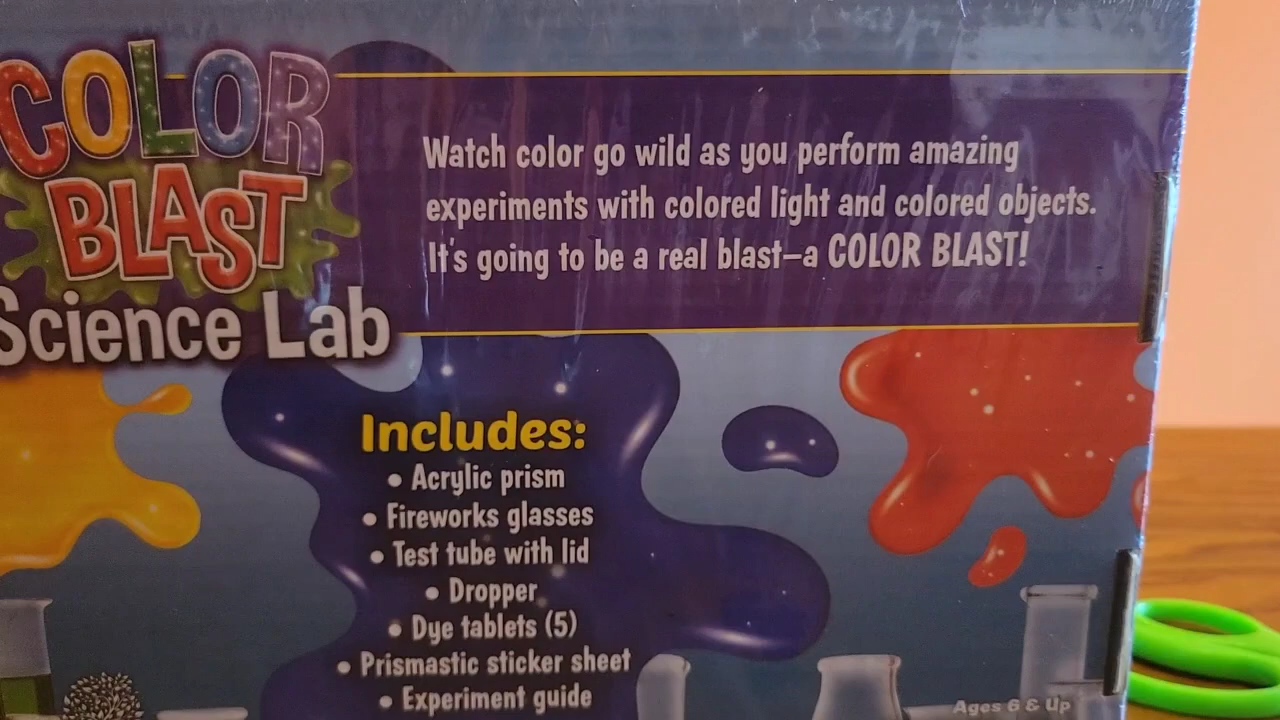 COLOR
BLAST
Science Lab
Watch color go wild as you perform amazing
experiments with colored light and colored objects.
It's going to be a real blast—a COLOR BLAST!
Includes:
• Acrylic prism
• Fireworks glasses
• Test tube with lid
• Dropper
• Dye tablets (5)
• Prismastic sticker sheet
• Experiment guide
Ages 6 & Up